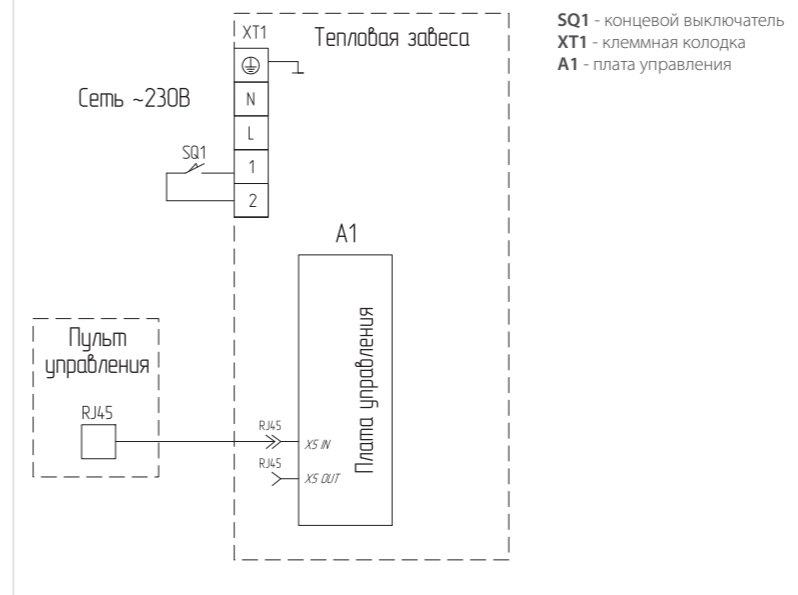 XT1
Тепловая завеса
Сеть ~230В
N
L
SQ1
1
2
SQ1 - концевой выключатель
XT1 - клеммная колодка
A1 - плата управления
A1
Плата управления
Пульт
управления
RJ45
RJ45
X5 IN
RJ45
X5 OUT